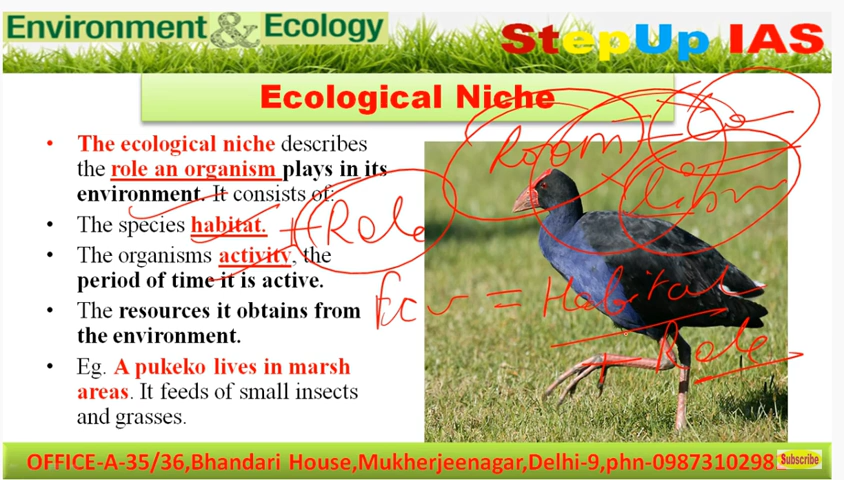 Environment & Ecology
StepUp IAS
Ecological Niche
• The ecological niche describes
the role an organism plays in its
environment. It consists of:
• The species habitat. + Role
• The organisms activity, the
period of time it is active.
• The resources it obtains from
the environment.
• Eg. A pukeko lives in marsh
areas. It feeds of small insects
and grasses.
Room
= Habitat
Role
OFFICE-A-35/36,Bhandari House,Mukherjeenagar,Delhi-9,phn-098731029
Subscribe